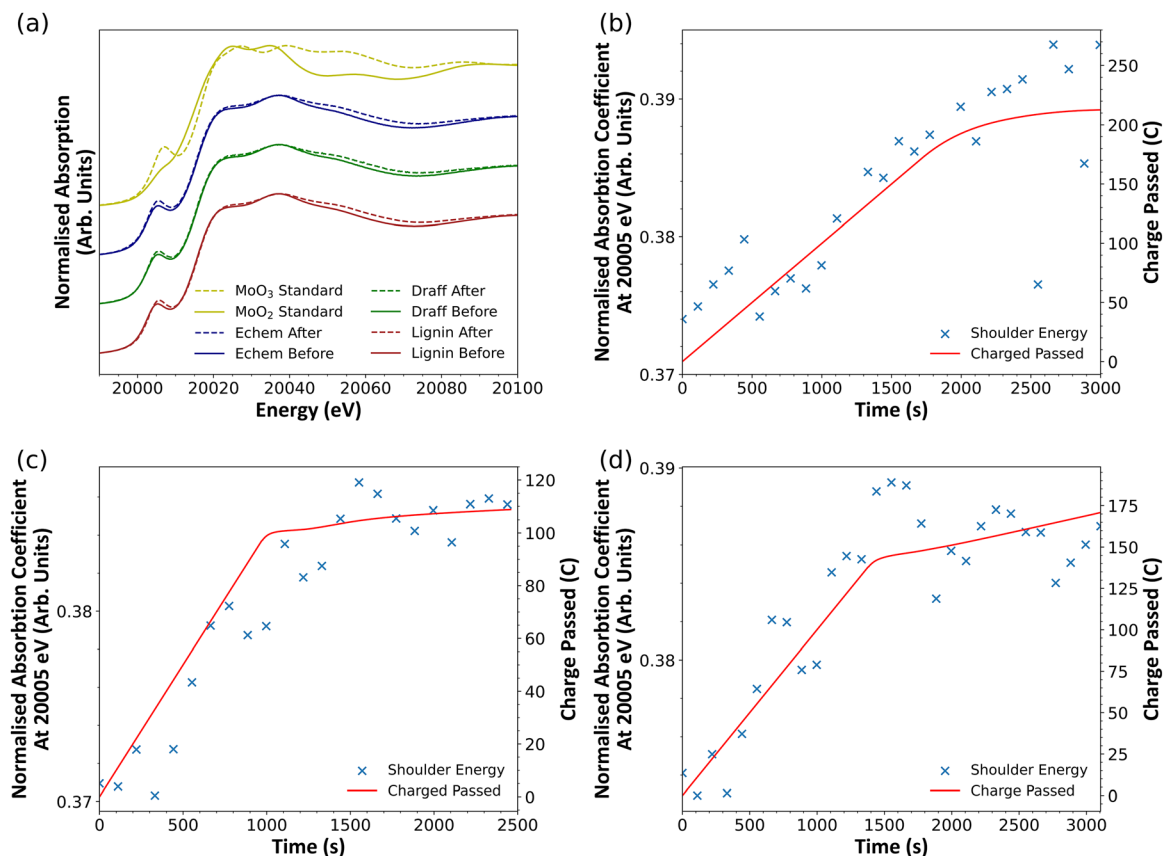 (a)
Normalised Absorption
(Arb. Units)
MoO₃ Standard
MoO₂ Standard
Echem After
Echem Before
Draff After
Draff Before
Lignin After
Lignin Before
20000 20020 20040 20060 20080 20100
Energy (eV)
(b)
Normalised Absorbtion Coefficient
At 20005 eV (Arb. Units)
0.39
0.38
0.37
250
200
150
100
50
0
Charge Passed (C)
Shoulder Energy
Charged Passed
0 500 1000 1500 2000 2500 3000
Time (s)
(c)
Normalised Absorbtion Coefficient
At 20005 eV (Arb. Units)
0.38
0.37
120
100
80
60
40
20
0
Charge Passed (C)
Shoulder Energy
Charged Passed
0 500 1000 1500 2000 2500
Time (s)
(d)
Normalised Absorbtion Coefficient
At 20005 eV (Arb. Units)
0.39
0.38
175
150
125
100
75
50
25
0
Charge Passed (C)
Shoulder Energy
Charge Passed
0 500 1000 1500 2000 2500 3000
Time (s)